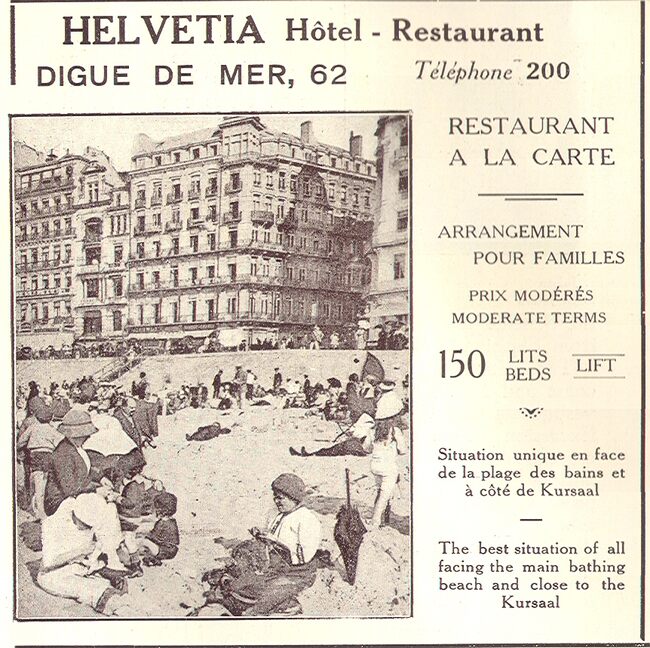 HELVETIA Hôtel - Restaurant
DIGUE DE MER, 62 Téléphone 200
RESTAURANT
A LA CARTE
ARRANGEMENT
POUR FAMILLES
PRIX MODÉRÉS
MODERATE TERMS
150 LITS
BEDS LIFT
Situation unique en face
de la plage des bains et
à côté de Kursaal
The best situation of all
facing the main bathing
beach and close to the
Kursaal